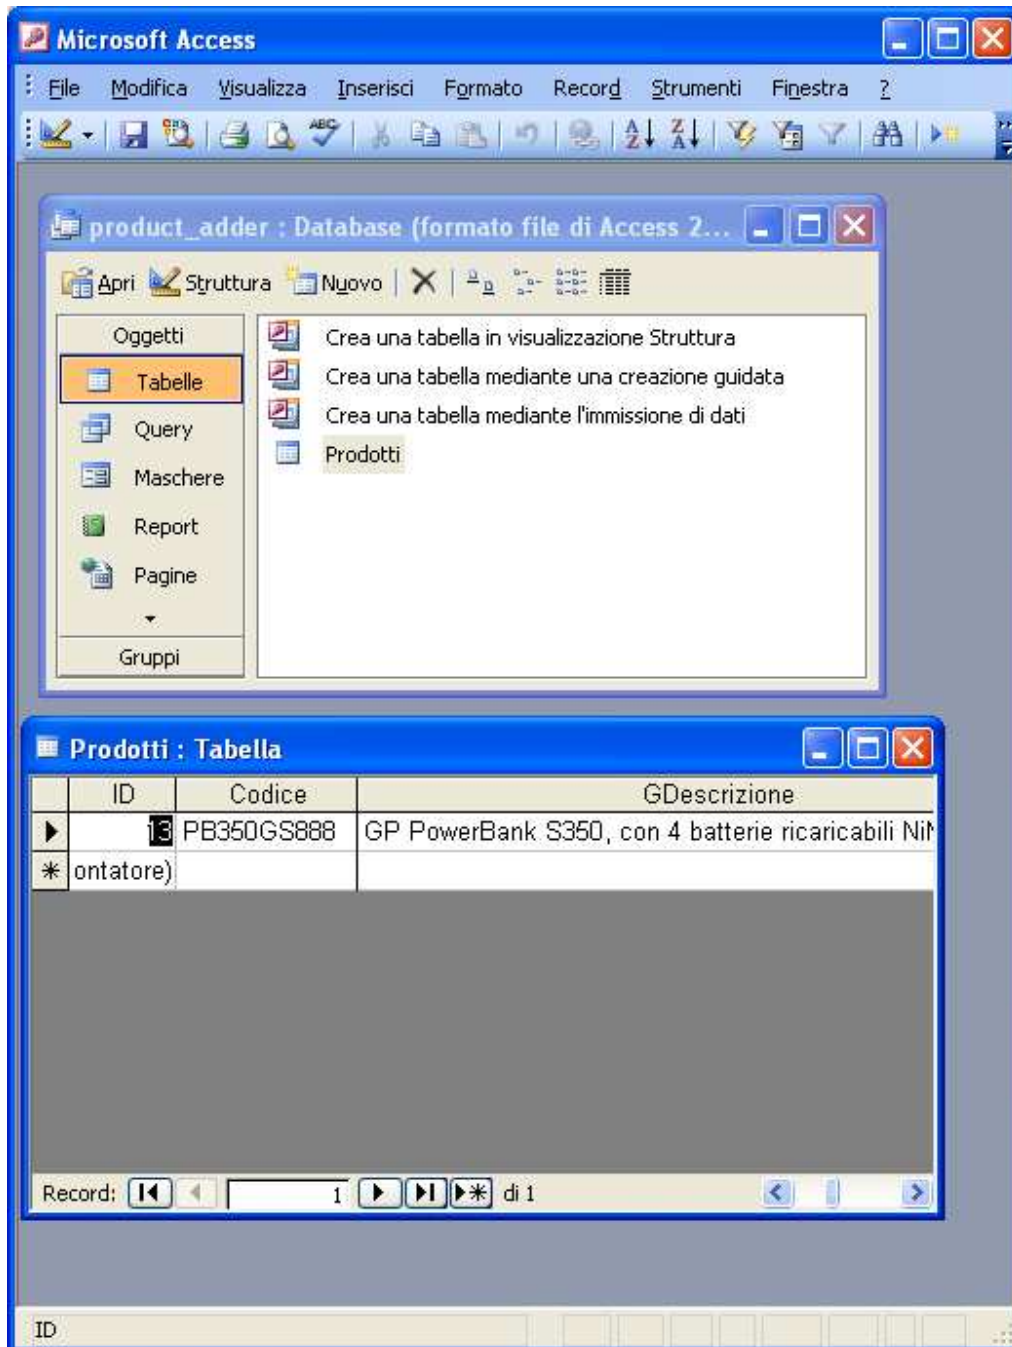 Microsoft Access
File Modifica Visualizza Inserisci Formato Record Strumenti Finestra ?
product_adder : Database (formato file di Access 2...
Apri Struttura Nuovo
Oggetti
Tabelle
Query
Maschere
Report
Pagine
Gruppi
Crea una tabella in visualizzazione Struttura
Crea una tabella mediante una creazione guidata
Crea una tabella mediante l'immissione di dati
Prodotti
Prodotti : Tabella
ID Codice GDescrizione
13 PB350GS888 GP PowerBank S350, con 4 batterie ricaricabili
ontatore)
Record: 1 di 1
ID